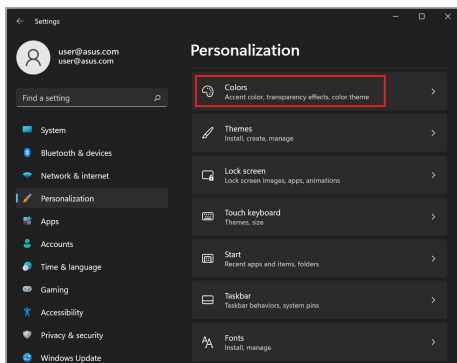 Settings
user@asus.com
user@asus.com
Find a setting
System
Bluetooth & devices
Network & internet
Personalization
Apps
Accounts
Time & language
Gaming
Accessibility
Privacy & security
Windows Update
Personalization
Colors
Accent color, transparency effects, color theme
Themes
Install, create, manage
Lock screen
Lock screen images, apps, animations
Touch keyboard
Themes, size
Start
Recent apps and items, folders
Taskbar
Taskbar behaviors, system pins
Fonts
Install, manage